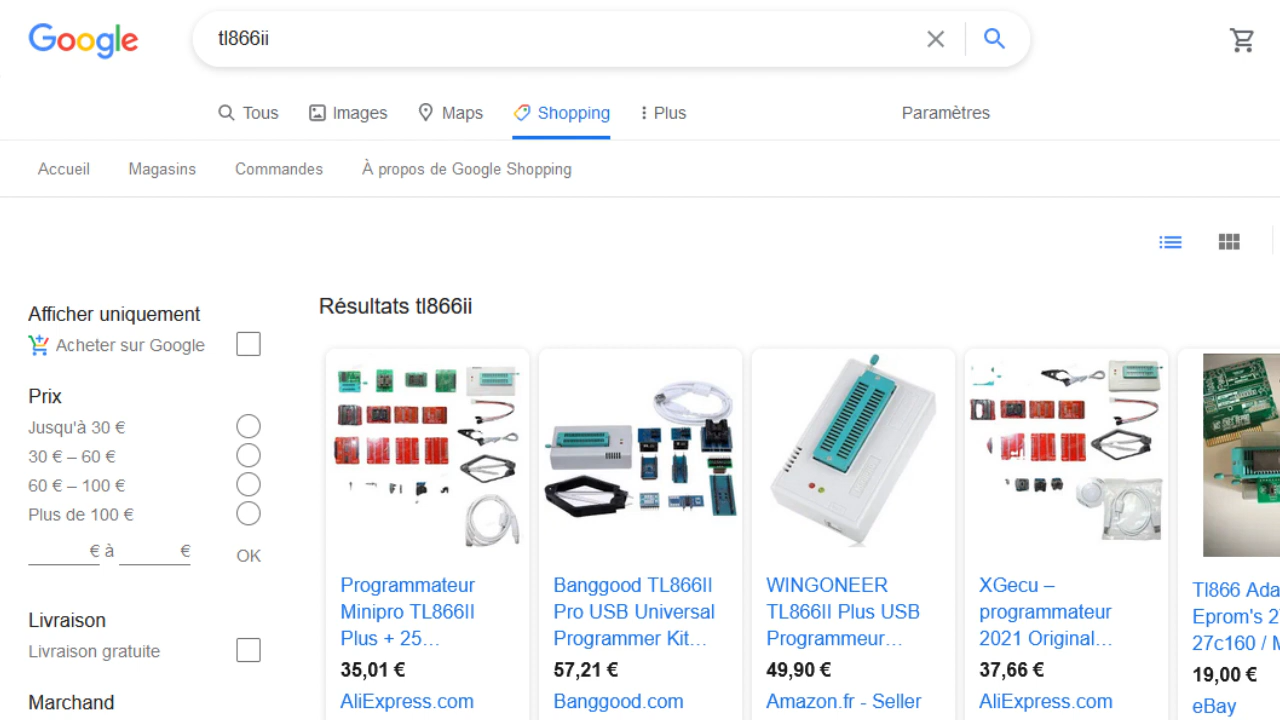 Google
tl866ii
Tous Images Maps Shopping Plus Paramètres
Accueil Magasins Commandes À propos de Google Shopping
Résultats tl866ii
Afficher uniquement
Acheter sur Google
Prix
Jusqu'à 30 €
30 € – 60 €
60 € – 100 €
Plus de 100 €
€ à € OK
Livraison
Livraison gratuite
Marchand
Programmateur
Minipro TL866II
Plus + 25…
35,01 €
AliExpress.com
Banggood TL866II
Pro USB Universal
Programmer Kit…
57,21 €
Banggood.com
WINGONEER
TL866II Plus USB
Programmeur…
49,90 €
Amazon.fr - Seller
XGecu –
programmateur
2021 Original…
37,66 €
AliExpress.com
Tl866 Ada
Eprom's 2
27c160 / M
19,00 €
eBay